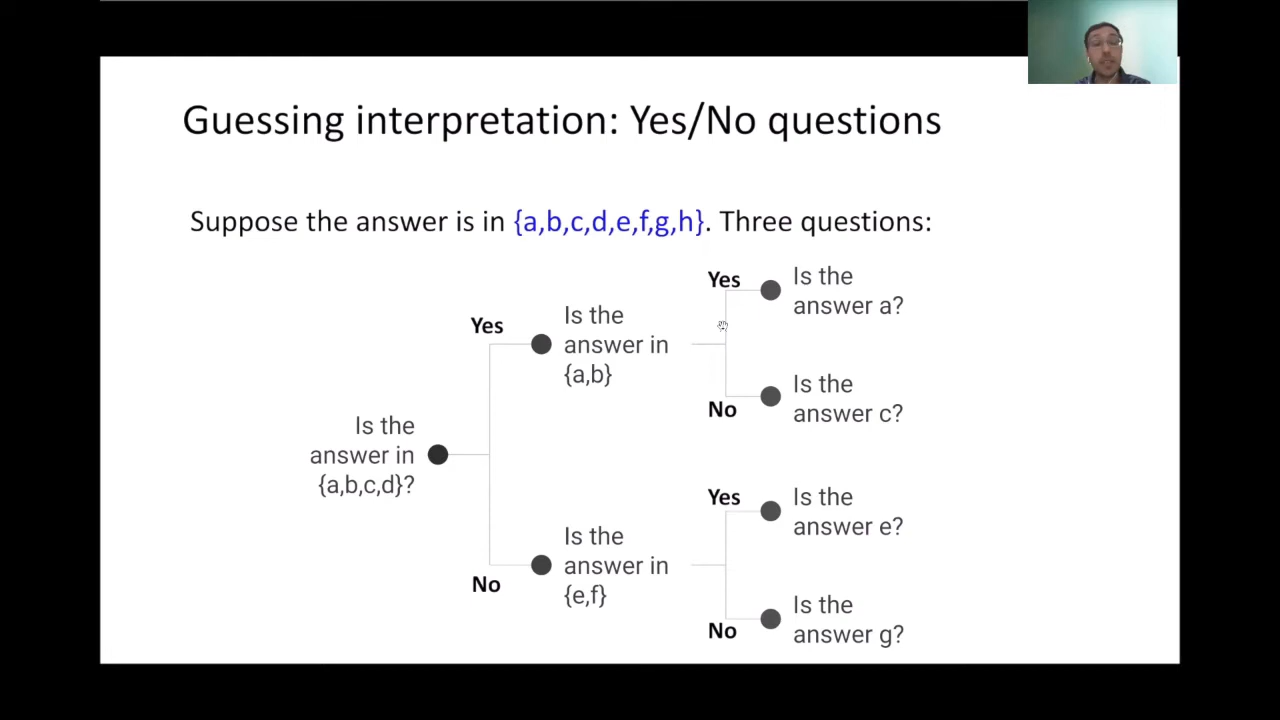 Guessing interpretation: Yes/No questions
Suppose the answer is in {a,b,c,d,e,f,g,h}. Three questions:
Is the
answer in
{a,b,c,d}?
Yes
Is the
answer in
{a,b}
Yes
Is the
answer a?
No
Is the
answer c?
No
Is the
answer in
{e,f}
Yes
Is the
answer e?
No
Is the
answer g?